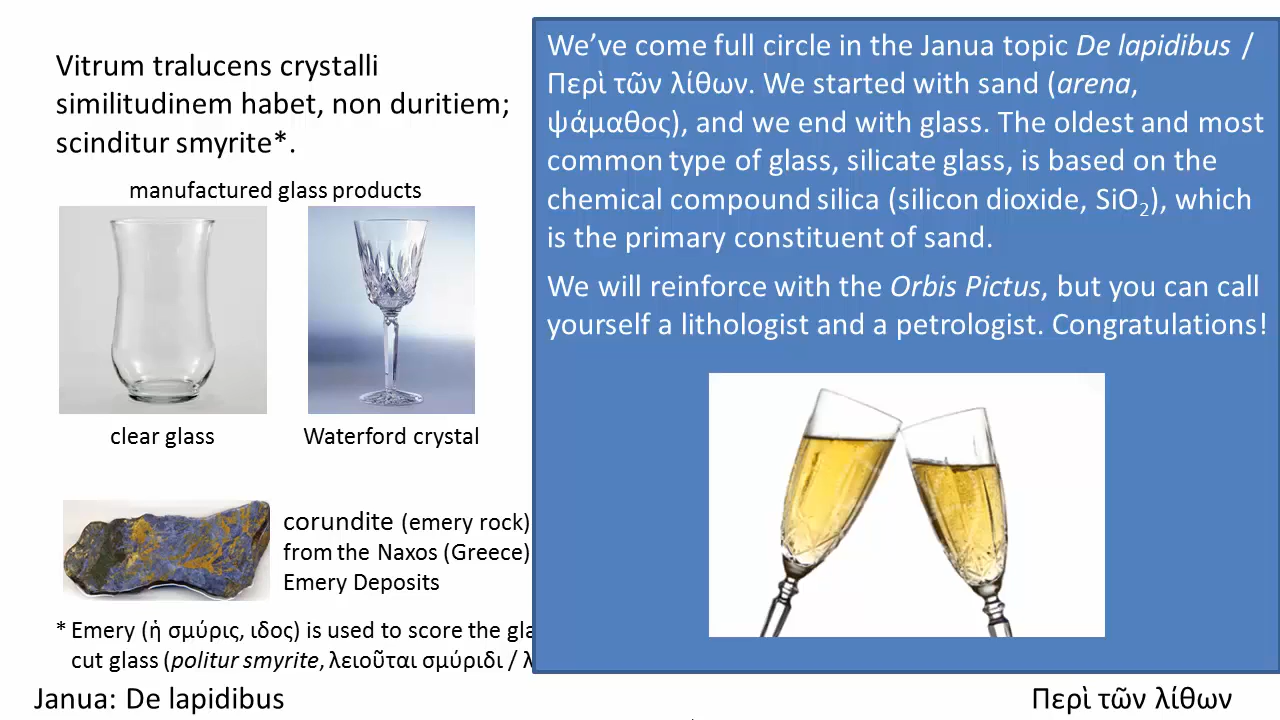 Vitrum tralucens crystalli
similitudinem habet, non duritiem;
scinditur smyrite*.
manufactured glass products
clear glass
Waterford crystal
corundite (emery rock)
from the Naxos (Greece)
Emery Deposits
* Emery (ἡ σμύρις, ιδος) is used to score the
cut glass (politur smyrite, λειοῦται σμύριδι /
We’ve come full circle in the Janua topic De lapidibus /
Περὶ τῶν λίθων. We started with sand (arena,
ψάμαθος), and we end with glass. The oldest and most
common type of glass, silicate glass, is based on the
chemical compound silica (silicon dioxide, SiO₂), which
is the primary constituent of sand.
We will reinforce with the Orbis Pictus, but you can call
yourself a lithologist and a petrologist. Congratulations!
Janua: De lapidibus
Περὶ τῶν λίθων